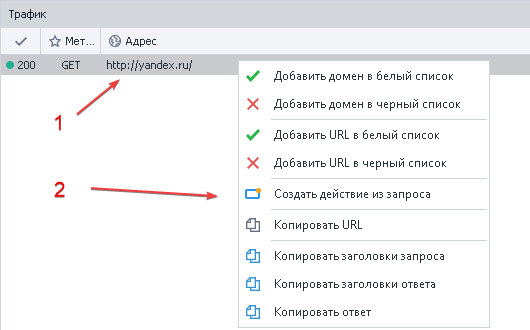 Трафик
Мет... Адрес
200 GET http://yandex.ru/
Добавить домен в белый список
Добавить домен в черный список
1
Добавить URL в белый список
Добавить URL в черный список
2
Создать действие из запроса
Копировать URL
Копировать заголовки запроса
Копировать заголовки ответа
Копировать ответ